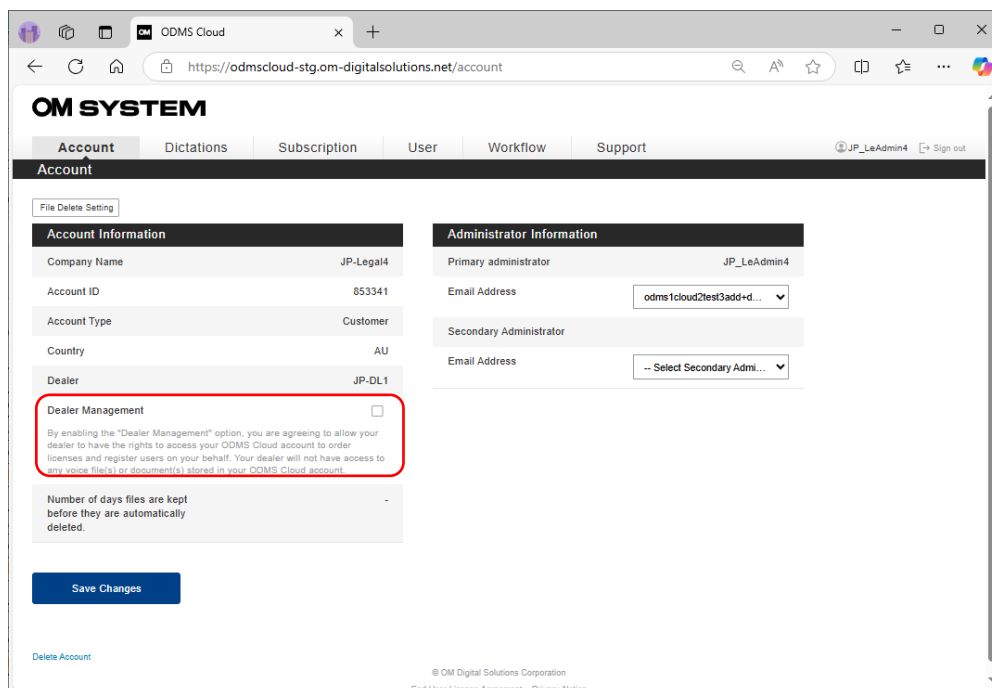 ODMS Cloud
https://odmscloud-stg.om-digitalsolutions.net/account
OM SYSTEM
Account Dictations Subscription User Workflow Support JP_LeAdmin4 Sign out
Account
File Delete Setting
Account Information
Company Name JP-Legal4
Account ID 853341
Account Type Customer
Country AU
Dealer JP-DL1
Dealer Management
By enabling the "Dealer Management" option, you are agreeing to allow your
dealer to have the rights to access your ODMS Cloud account to order
licenses and register users on your behalf. Your dealer will not have access to
any voice file(s) or document(s) stored in your ODMS Cloud account.
Number of days files are kept -
before they are automatically
deleted.
Administrator Information
Primary administrator JP_LeAdmin4
Email Address odms1cloud2test3add+d...
Secondary Administrator
Email Address -- Select Secondary Admi...
Save Changes
Delete Account
© OM Digital Solutions Corporation
End User License Agreement Privacy Notice